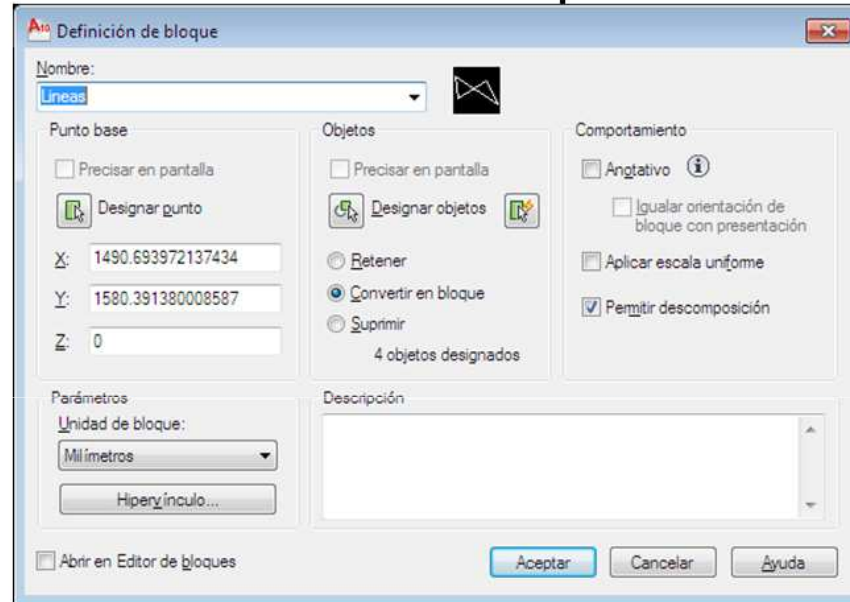 A10 Definición de bloque
Nombre:
Lineas
Punto base
Precisar en pantalla
Designar punto
X: 1490.693972137434
Y: 1580.391380008587
Z: 0
Objetos
Precisar en pantalla
Designar objetos
Retener
Convertir en bloque
Suprimir
4 objetos designados
Comportamiento
Anotativo
Igualar orientación de
bloque con presentación
Aplicar escala uniforme
Permitir descomposición
Parámetros
Unidad de bloque:
Milímetros
Hipervínculo...
Descripción
Abrir en Editor de bloques
Aceptar Cancelar Ayuda